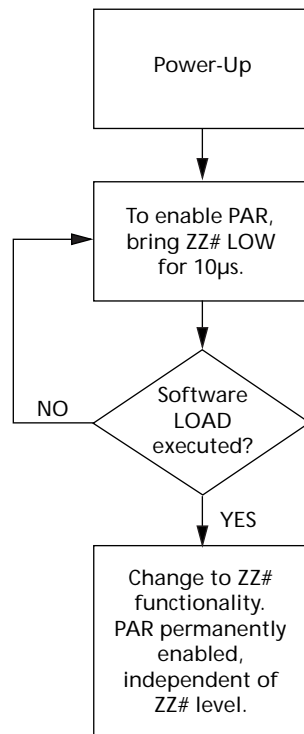 Power-Up
To enable PAR,
bring ZZ# LOW
for 10µs.
Software
LOAD
executed?
NO
YES
Change to ZZ#
functionality.
PAR permanently
enabled,
independent of
ZZ# level.